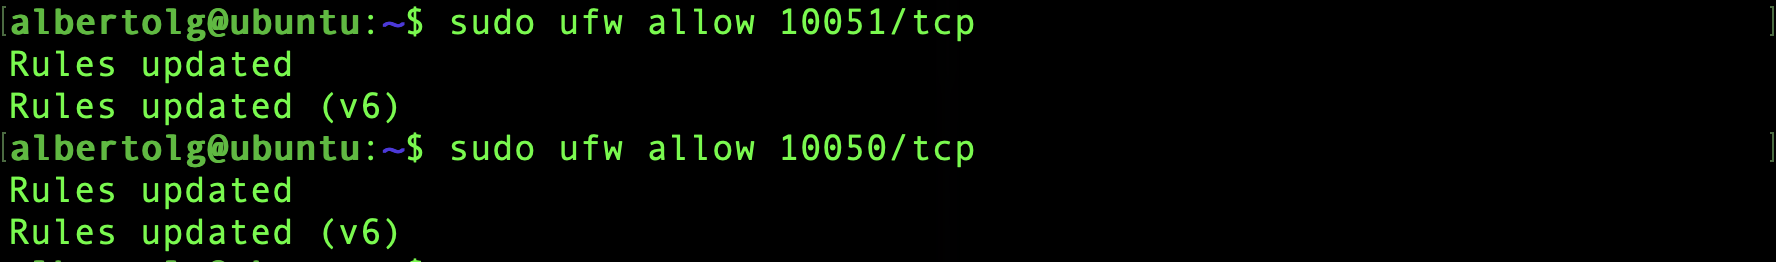 [albertolg@ubuntu:~$ sudo ufw allow 10051/tcp ]
Rules updated
Rules updated (v6)
[albertolg@ubuntu:~$ sudo ufw allow 10050/tcp ]
Rules updated
Rules updated (v6)